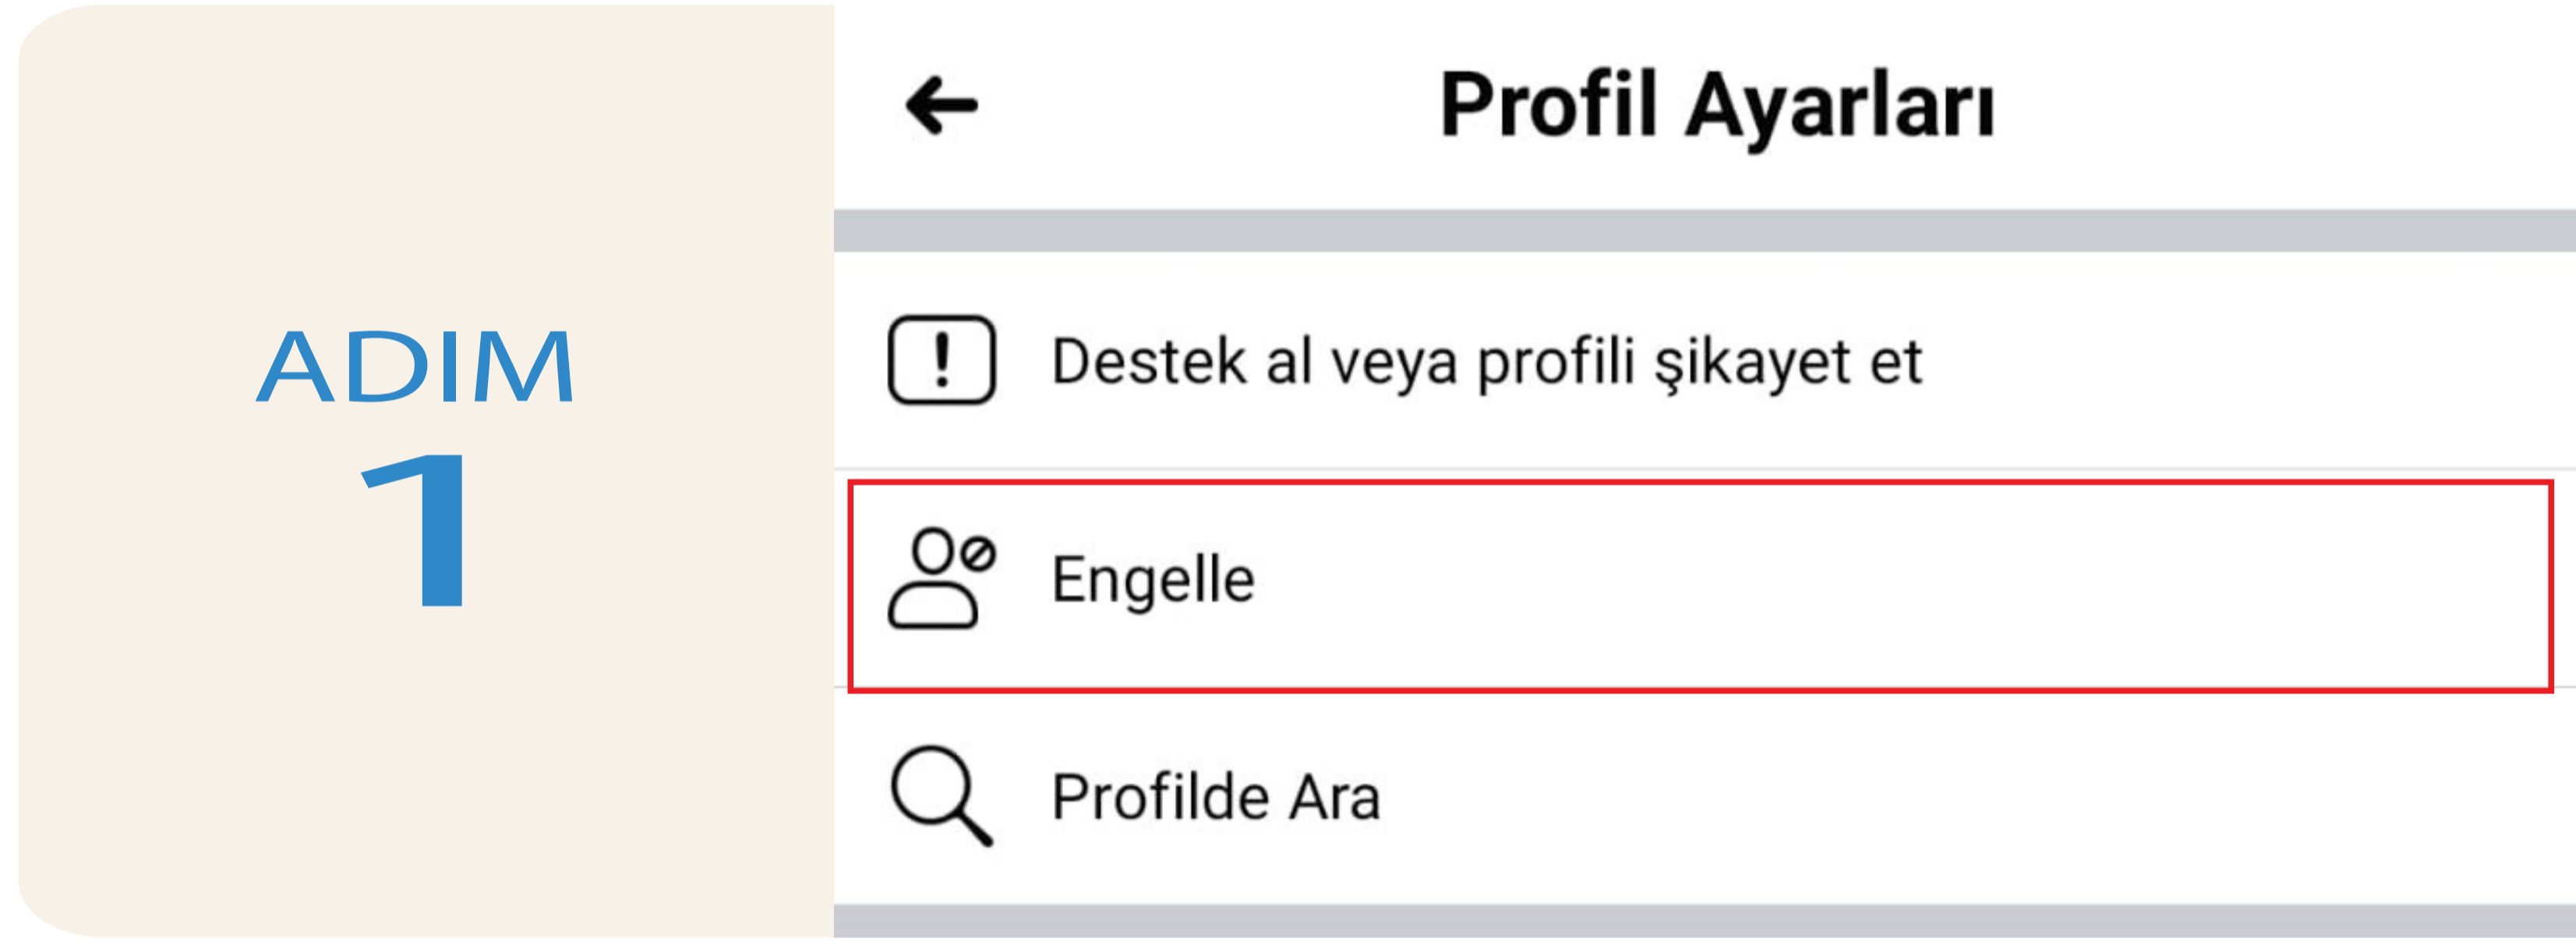 ADIM
1
Profil Ayarları
Destek al veya profili şikayet et
Engelle
Profilde Ara